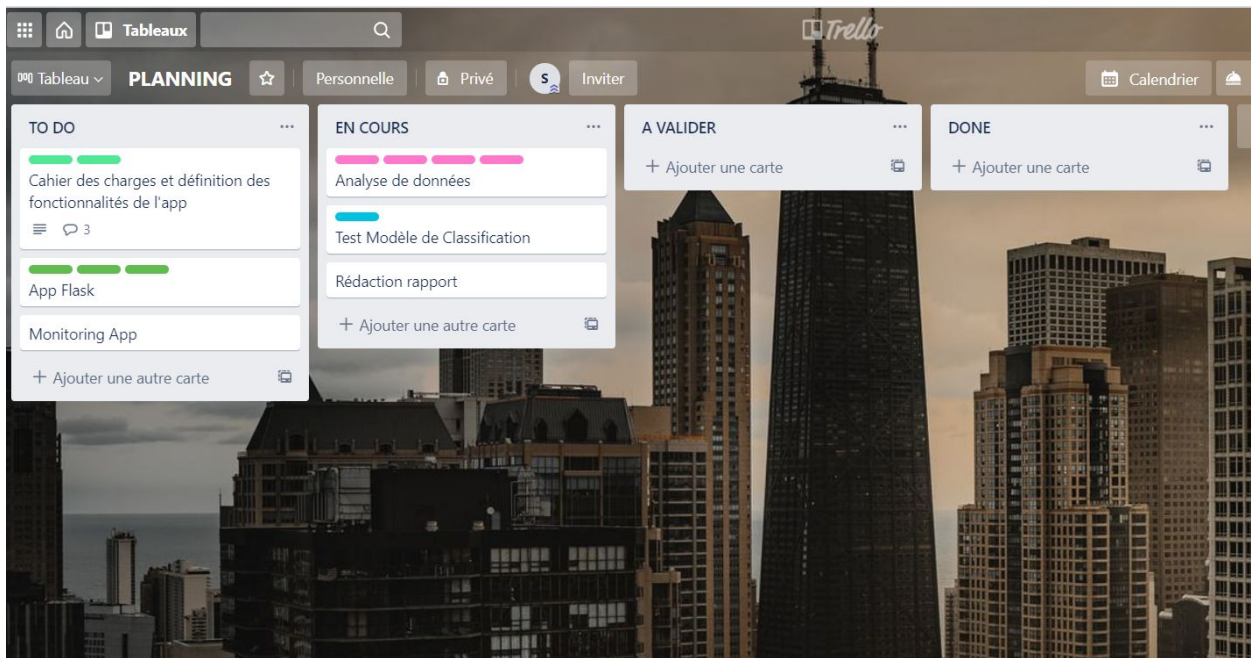 Tableaux
Trello
Tableau
PLANNING
Personnelle
Privé
S
Inviter
Calendrier
TO DO
Cahier des charges et définition des
fonctionnalités de l'app
3
App Flask
Monitoring App
+ Ajouter une autre carte
EN COURS
Analyse de données
Test Modèle de Classification
Rédaction rapport
+ Ajouter une autre carte
A VALIDER
+ Ajouter une carte
DONE
+ Ajouter une carte